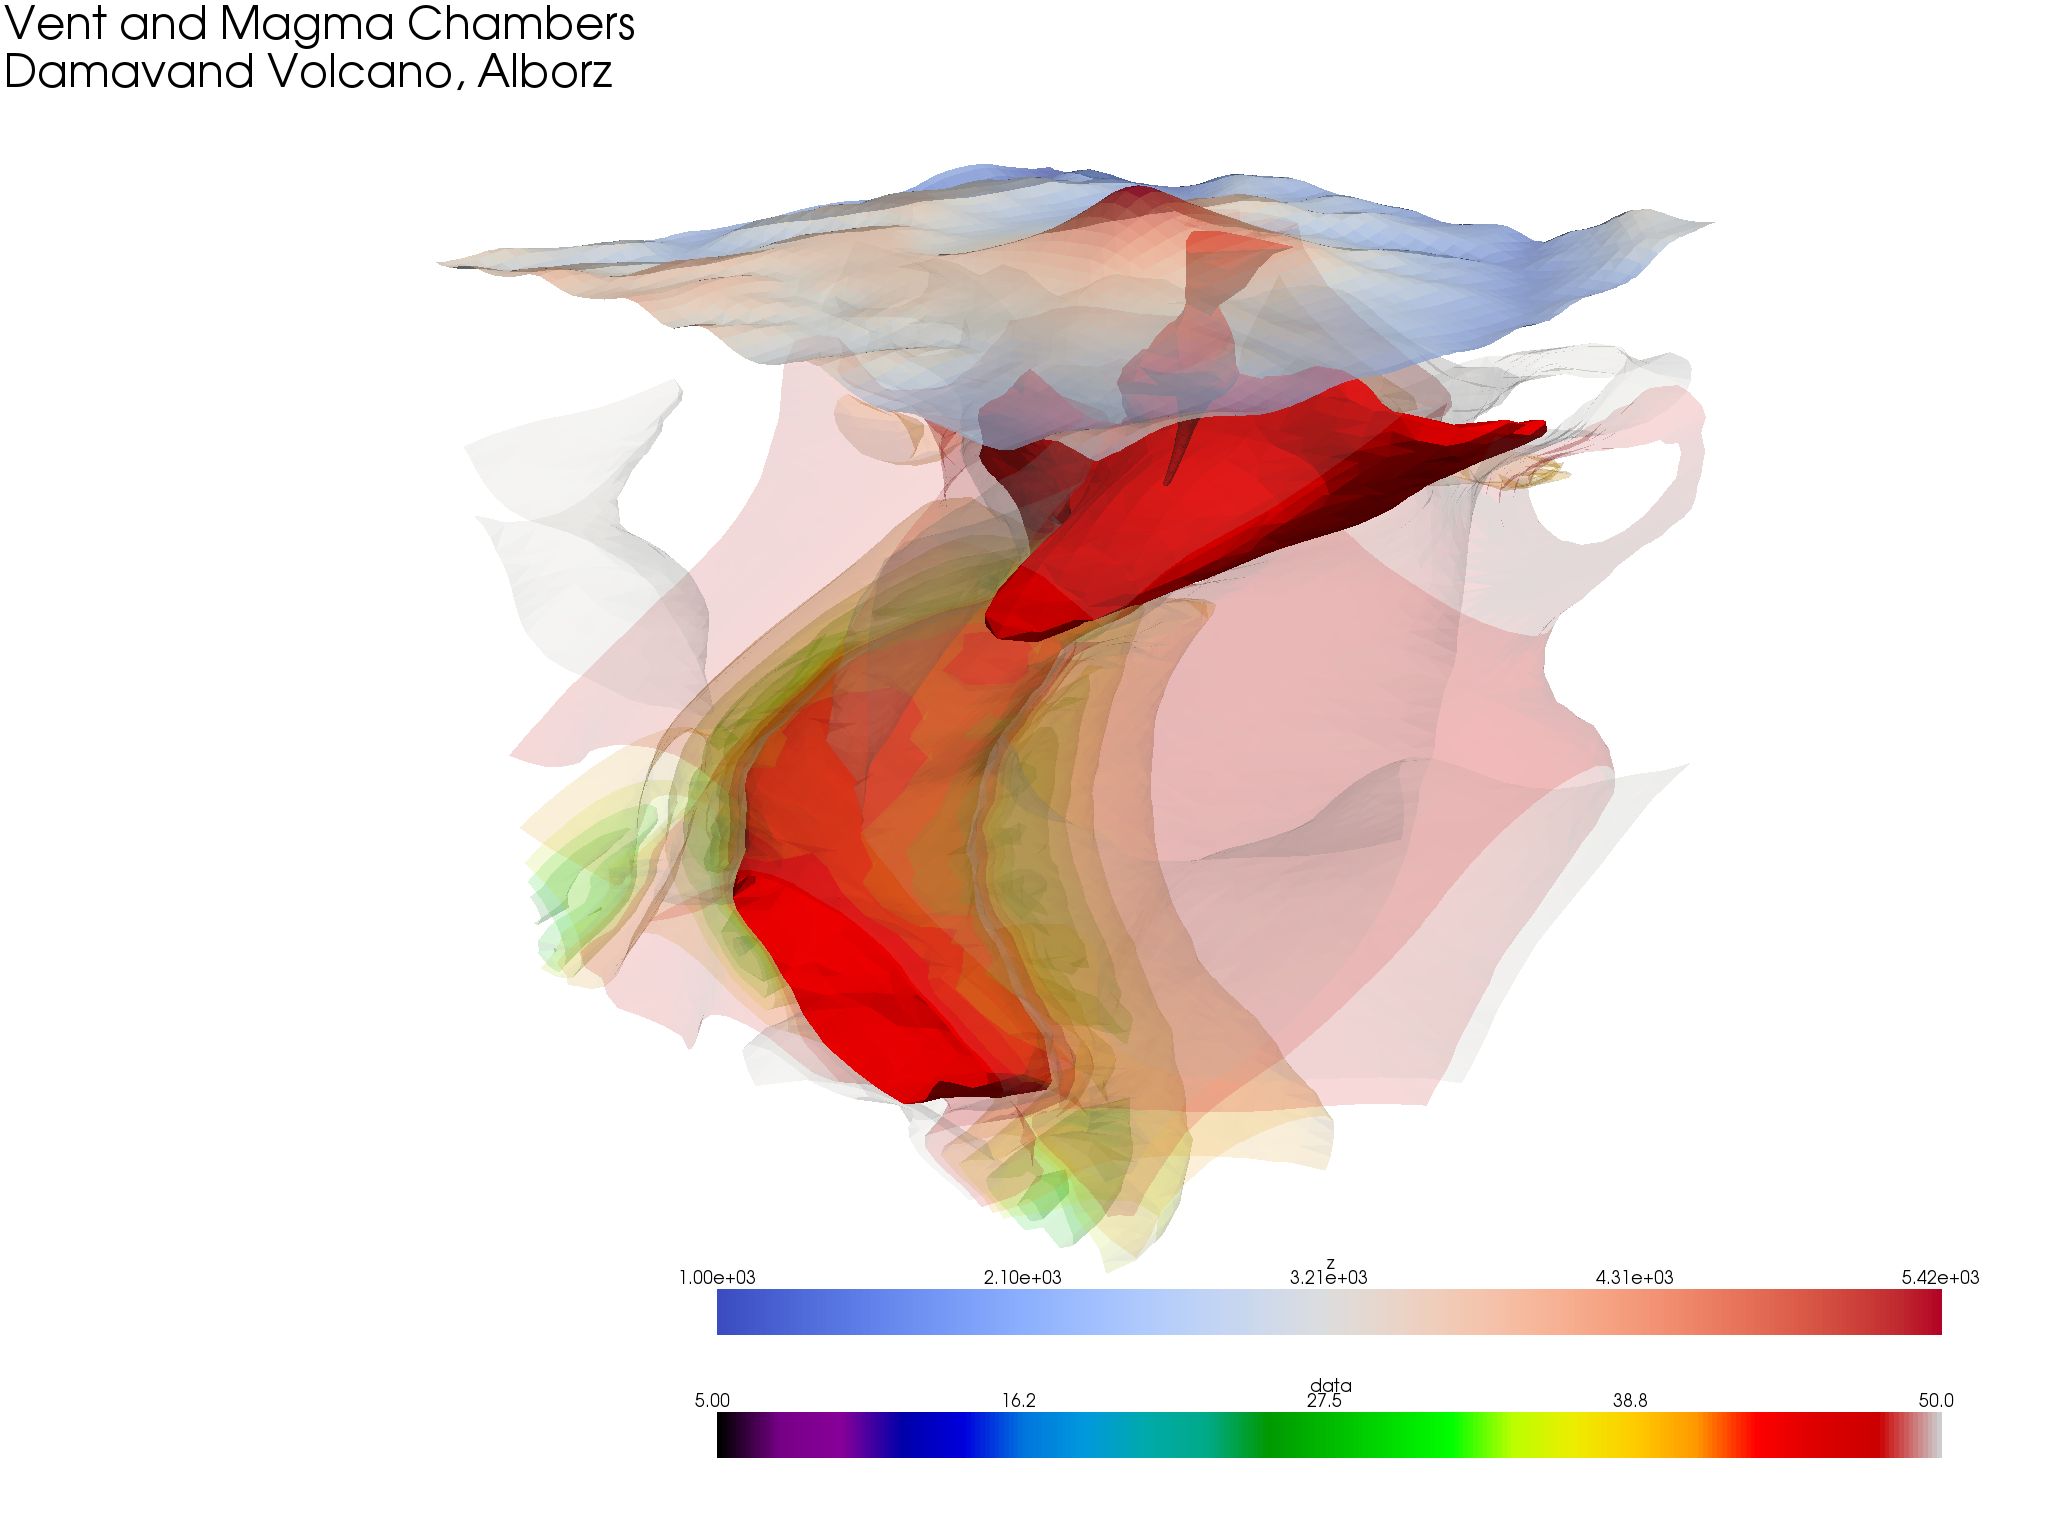 Vent and Magma Chambers
Damavand Volcano, Alborz
z
1.00e+03 2.10e+03 3.21e+03 4.31e+03 5.42e+03
data
5.00 16.2 27.5 38.8 50.0